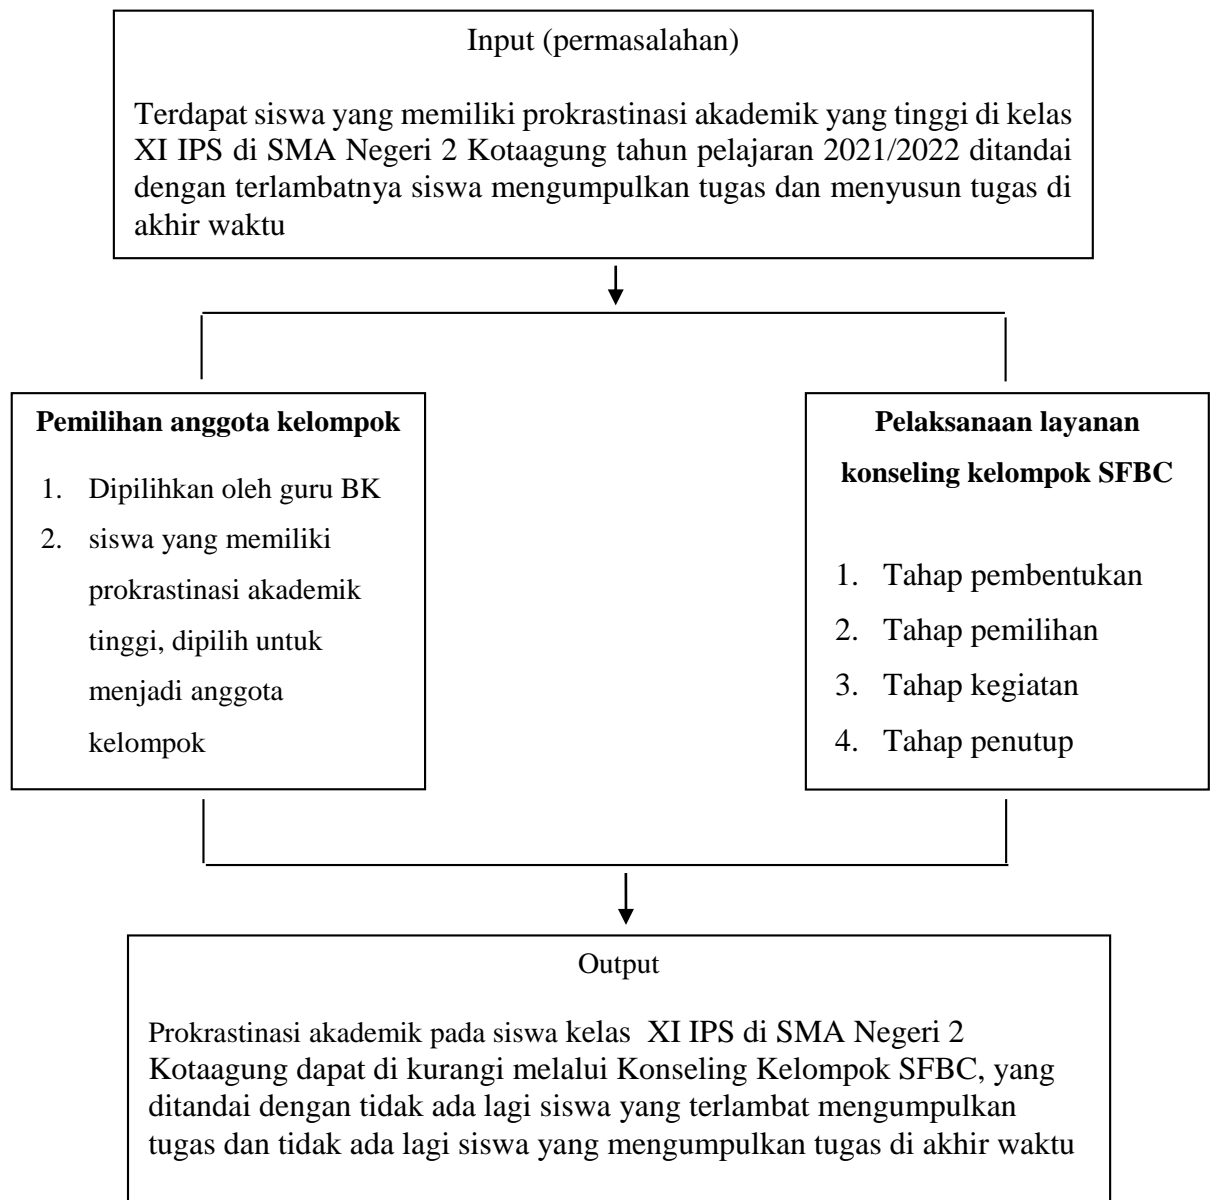 Input (permasalahan)
Terdapat siswa yang memiliki prokrastinasi akademik yang tinggi di kelas
XI IPS di SMA Negeri 2 Kotaagung tahun pelajaran 2021/2022 ditandai
dengan terlambatnya siswa mengumpulkan tugas dan menyusun tugas di
akhir waktu
Pemilihan anggota kelompok
1. Dipilihkan oleh guru BK
2. siswa yang memiliki
prokrastinasi akademik
tinggi, dipilih untuk
menjadi anggota
kelompok
Pelaksanaan layanan
konseling kelompok SFBC
1. Tahap pembentukan
2. Tahap pemilihan
3. Tahap kegiatan
4. Tahap penutup
Output
Prokrastinasi akademik pada siswa kelas XI IPS di SMA Negeri 2
Kotaagung dapat di kurangi melalui Konseling Kelompok SFBC, yang
ditandai dengan tidak ada lagi siswa yang terlambat mengumpulkan
tugas dan tidak ada lagi siswa yang mengumpulkan tugas di akhir waktu